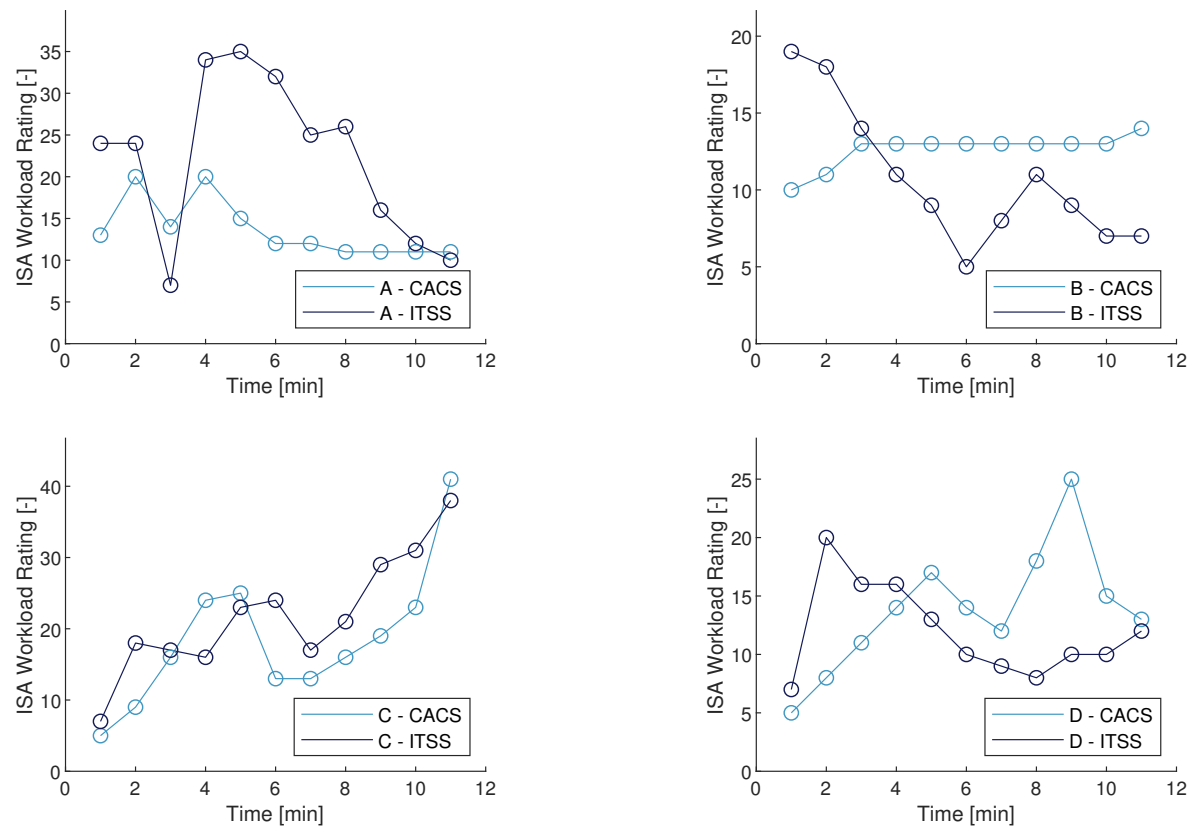 ISA Workload Rating [-]
35
30
25
20
15
10
5
0
0 2 4 6 8 10 12
Time [min]
A - CACS
A - ITSS
ISA Workload Rating [-]
20
15
10
5
0
0 2 4 6 8 10 12
Time [min]
B - CACS
B - ITSS
ISA Workload Rating [-]
40
30
20
10
0
0 2 4 6 8 10 12
Time [min]
C - CACS
C - ITSS
ISA Workload Rating [-]
25
20
15
10
5
0
0 2 4 6 8 10 12
Time [min]
D - CACS
D - ITSS